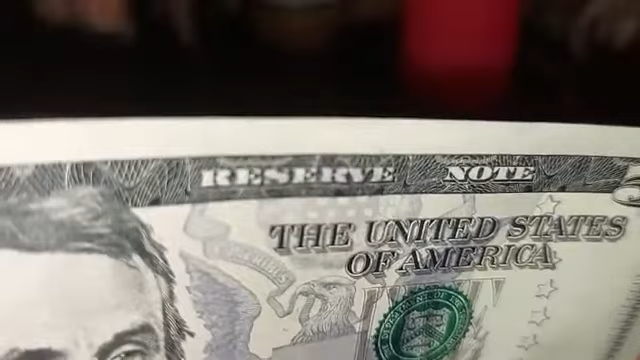 RESERVE NOTE
THE UNITED STATES
OF AMERICA